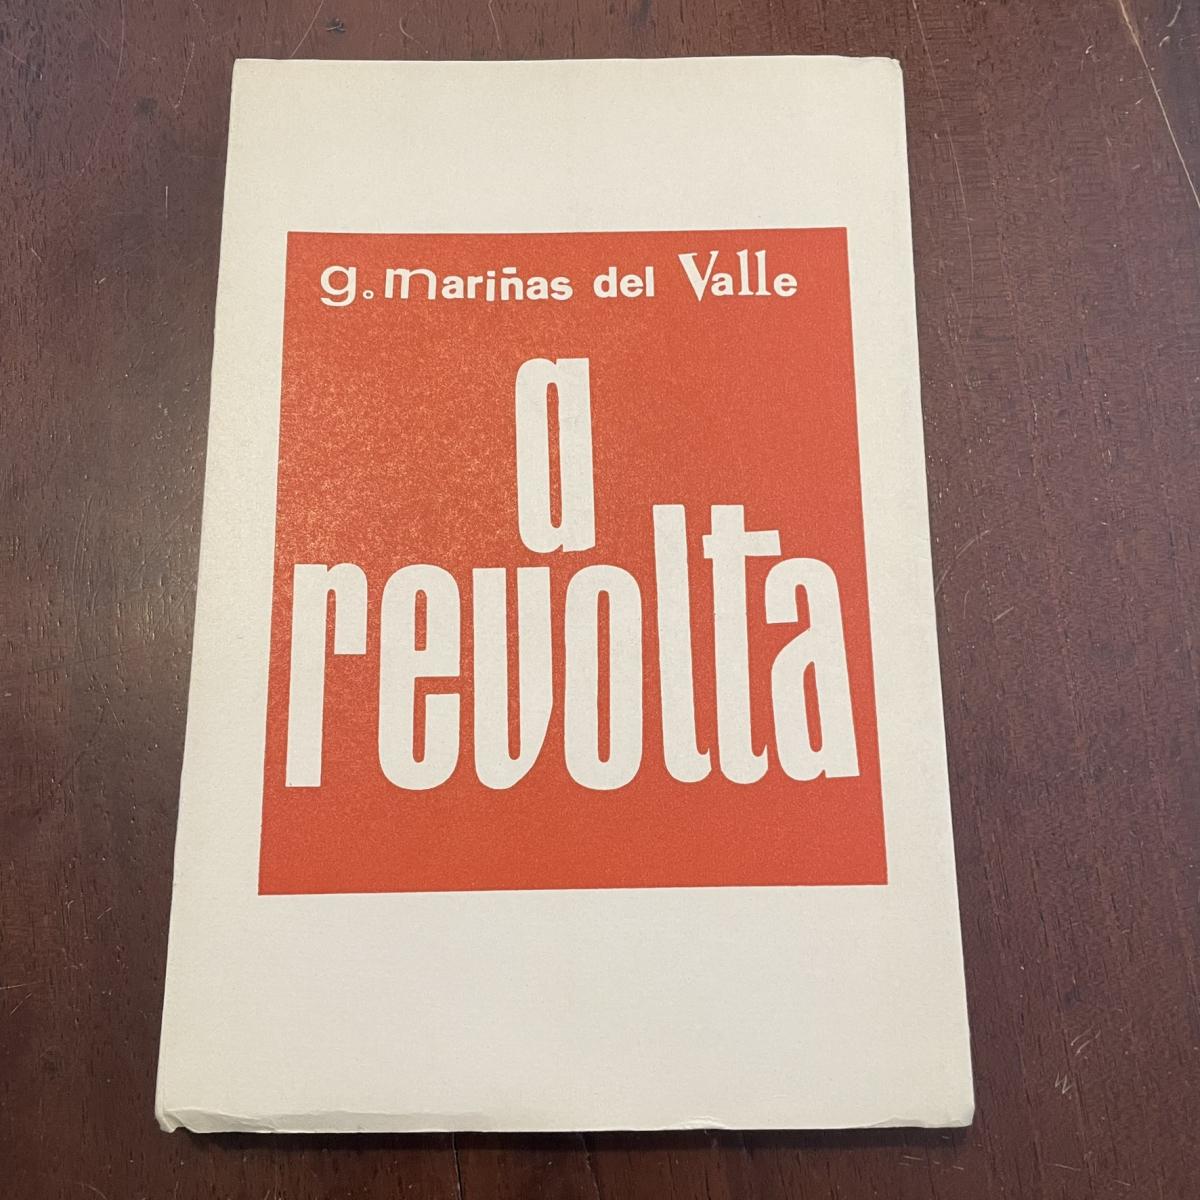 g. mariñas del Valle
a
revolta